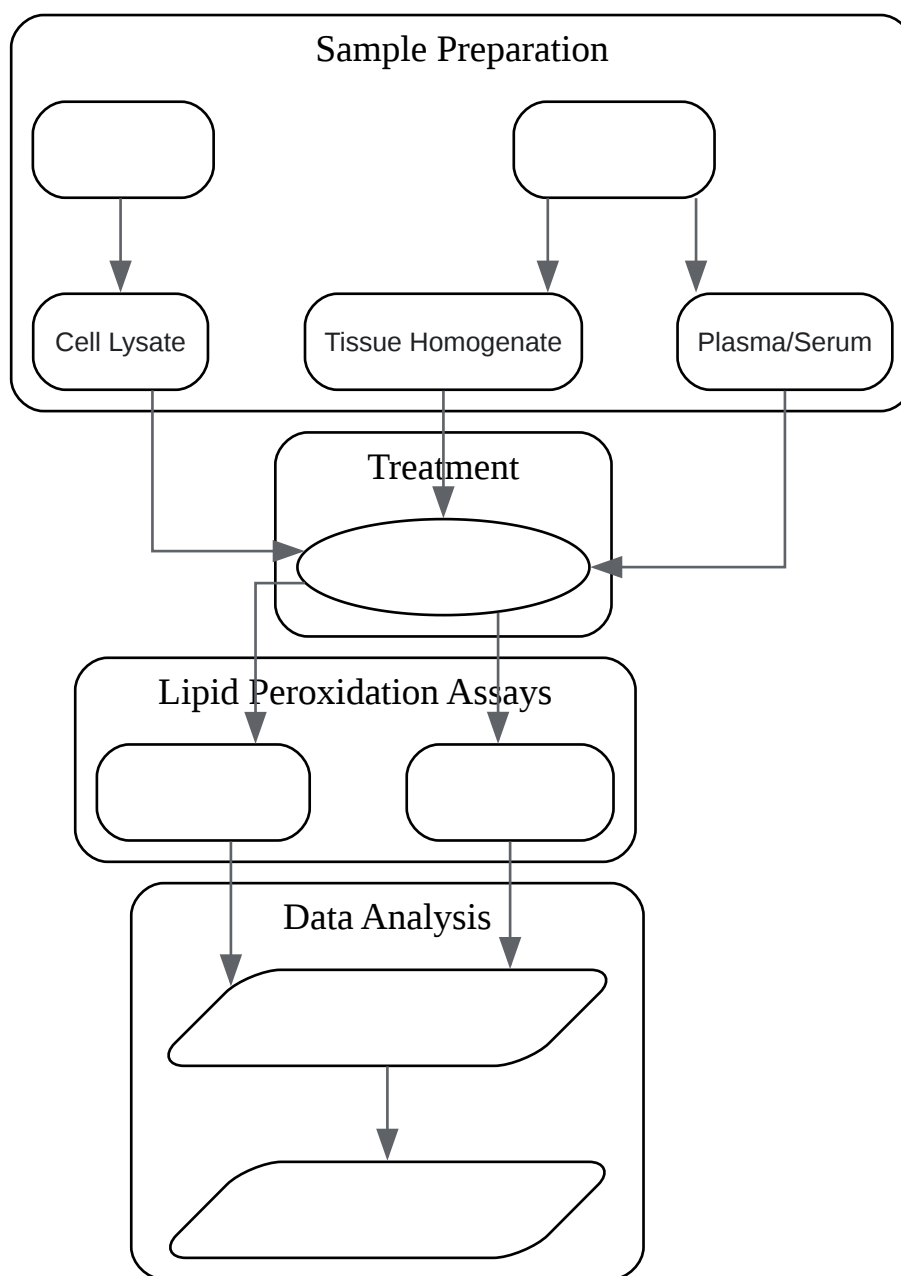 Sample Preparation
Cell Lysate
Tissue Homogenate
Plasma/Serum
Treatment
Lipid Peroxidation Assays
Data Analysis